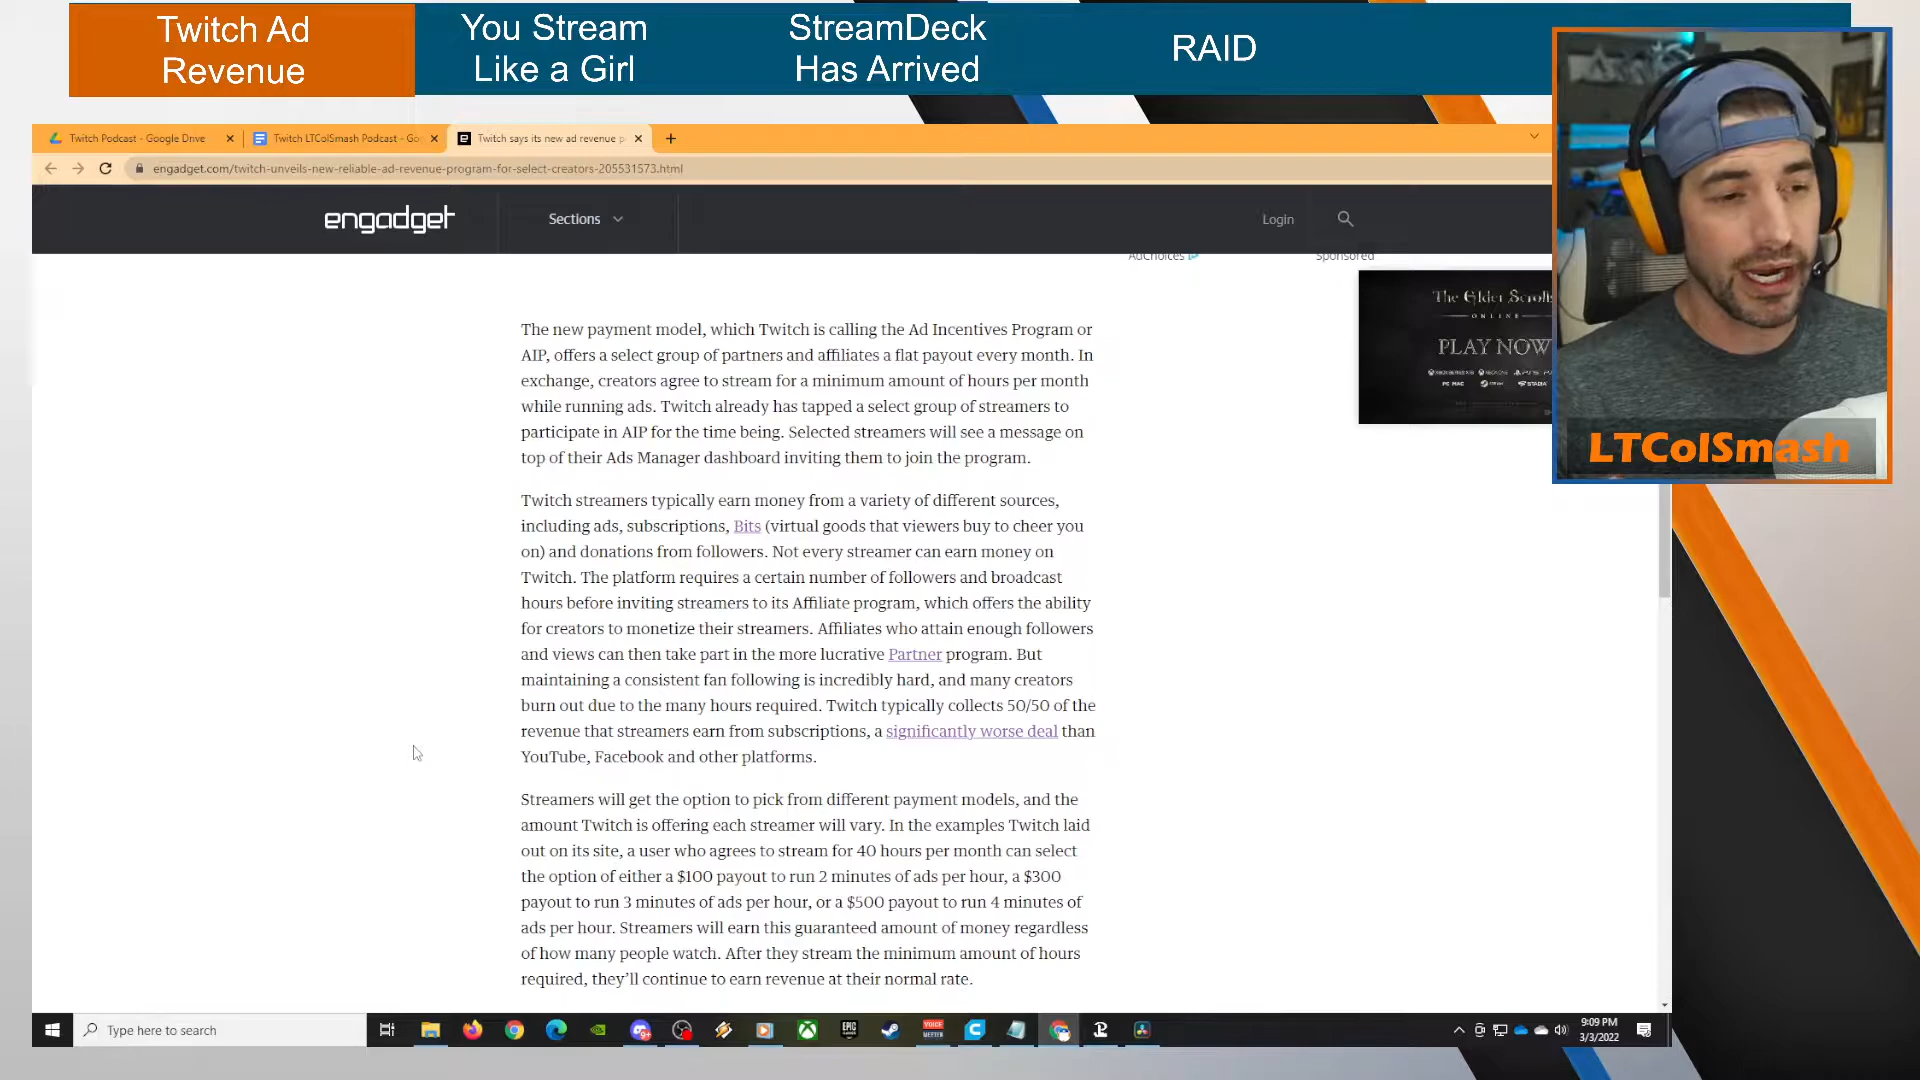 Twitch Ad
Revenue
You Stream
Like a Girl
StreamDeck
Has Arrived
RAID
Twitch Podcast - Google Drive
Twitch LTColSmash Podcast - Go
Twitch says its new ad revenue p
engadget.com/twitch-unveils-new-reliable-ad-revenue-program-for-select-creators-205531573.html
engadget
Sections
Login
AdChoices
Sponsored
The Elder Scrolls
ONLINE
PLAY NOW
The new payment model, which Twitch is calling the Ad Incentives Program or
AIP, offers a select group of partners and affiliates a flat payout every month. In
exchange, creators agree to stream for a minimum amount of hours per month
while running ads. Twitch already has tapped a select group of streamers to
participate in AIP for the time being. Selected streamers will see a message on
top of their Ads Manager dashboard inviting them to join the program.
Twitch streamers typically earn money from a variety of different sources,
including ads, subscriptions, Bits (virtual goods that viewers buy to cheer you
on) and donations from followers. Not every streamer can earn money on
Twitch. The platform requires a certain number of followers and broadcast
hours before inviting streamers to its Affiliate program, which offers the ability
for creators to monetize their streamers. Affiliates who attain enough followers
and views can then take part in the more lucrative Partner program. But
maintaining a consistent fan following is incredibly hard, and many creators
burn out due to the many hours required. Twitch typically collects 50/50 of the
revenue that streamers earn from subscriptions, a significantly worse deal than
YouTube, Facebook and other platforms.
Streamers will get the option to pick from different payment models, and the
amount Twitch is offering each streamer will vary. In the examples Twitch laid
out on its site, a user who agrees to stream for 40 hours per month can select
the option of either a $100 payout to run 2 minutes of ads per hour, a $300
payout to run 3 minutes of ads per hour, or a $500 payout to run 4 minutes of
ads per hour. Streamers will earn this guaranteed amount of money regardless
of how many people watch. After they stream the minimum amount of hours
required, they'll continue to earn revenue at their normal rate.
LTColSmash
Type here to search
EPIC
9:09 PM
3/3/2022